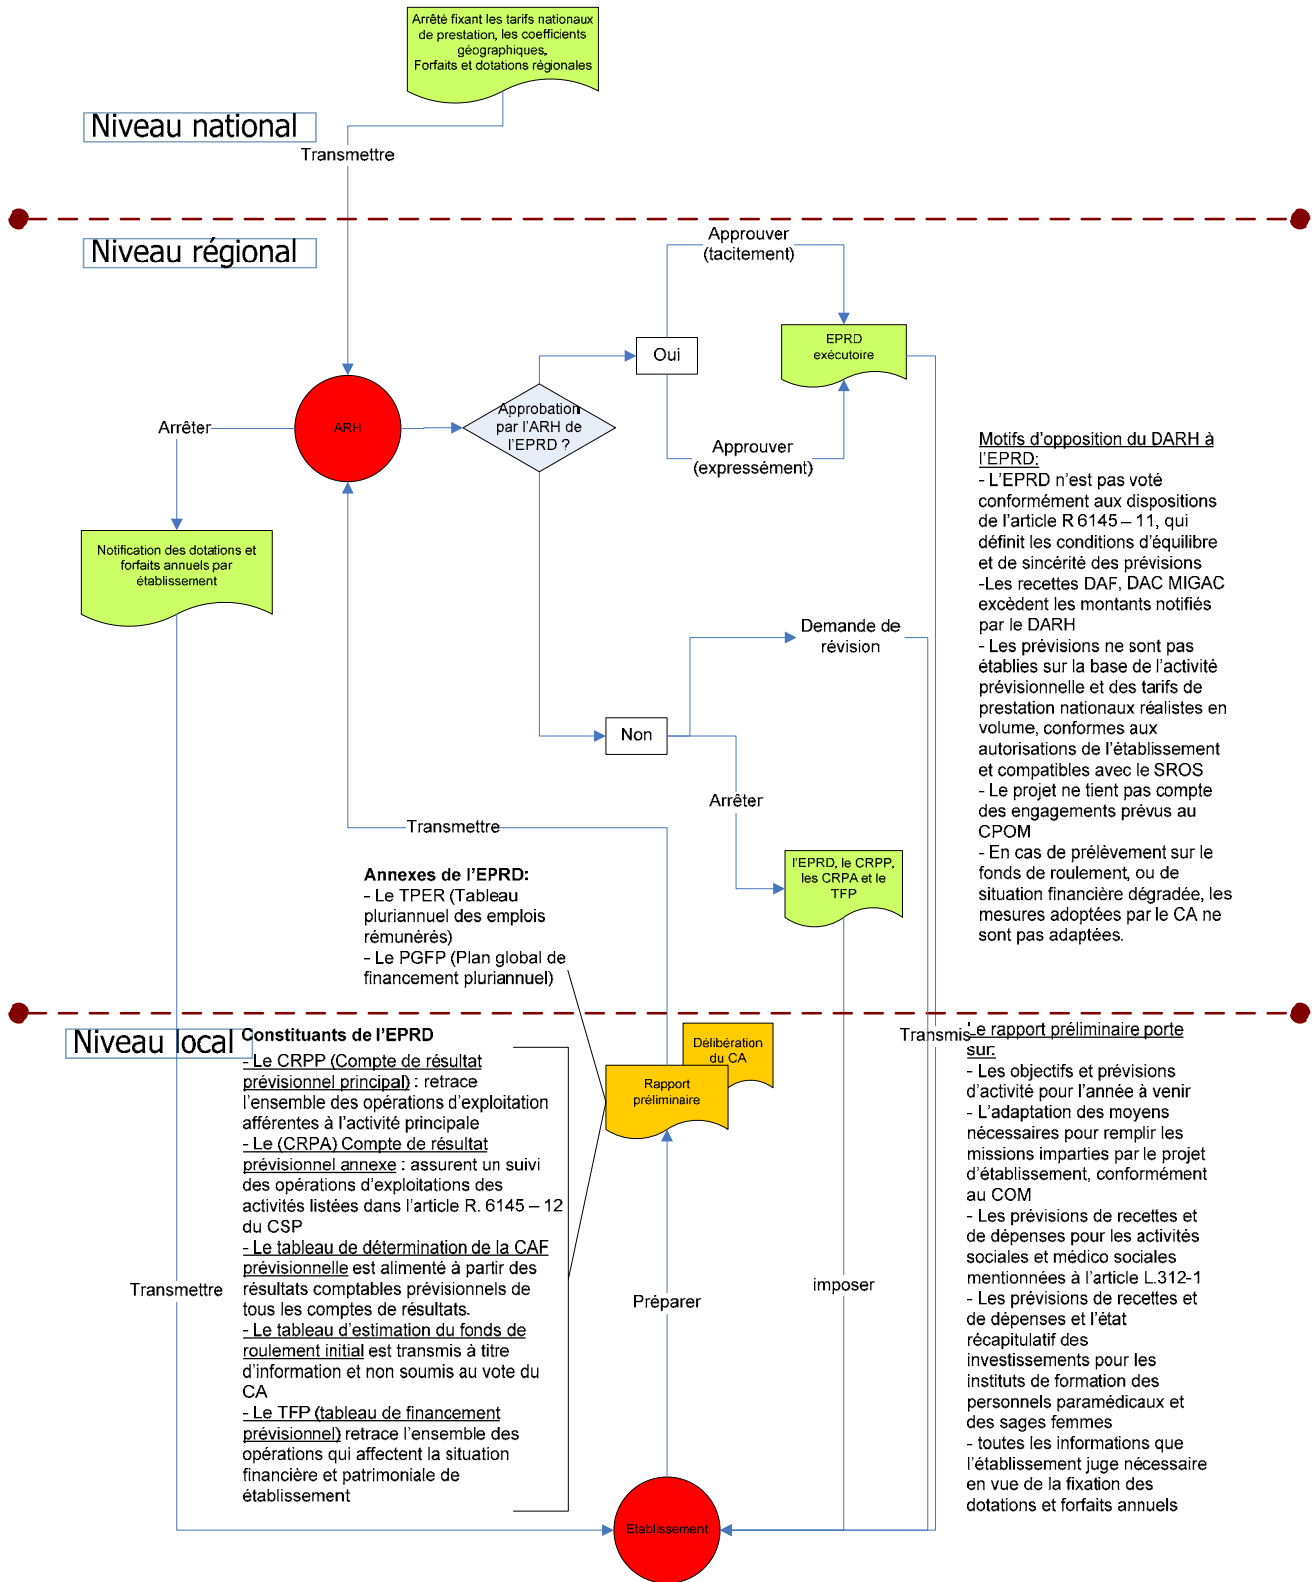 Arrêté fixant les tarifs nationaux
de prestation, les coefficients
géographiques,
Forfaits et dotations régionales
Niveau national
Transmettre
Niveau régional
Approuver
(tacitement)
EPRD
exécutoire
Oui
Approbation
par l'ARH de
l'EPRD ?
ARH
Arrêter
Approuver
(expressément)
Notification des dotations et
forfaits annuels par
établissement
Motifs d'opposition du DARH à
l'EPRD:
- L'EPRD n'est pas voté
conformément aux dispositions
de l'article R 6145 – 11, qui
définit les conditions d'équilibre
et de sincérité des prévisions
-Les recettes DAF, DAC MIGAC
excèdent les montants notifiés
par le DARH
- Les prévisions ne sont pas
établies sur la base de l'activité
prévisionnelle et des tarifs de
prestation nationaux réalistes en
volume, conformes aux
autorisations de l'établissement
et compatibles avec le SROS
- Le projet ne tient pas compte
des engagements prévus au
CPOM
- En cas de prélèvement sur le
fonds de roulement, ou de
situation financière dégradée, les
mesures adoptées par le CA ne
sont pas adaptées.
Demande de
révision
Non
Arrêter
Transmettre
l'EPRD, le CRPP,
les CRPA et le
TFP
Annexes de l'EPRD:
- Le TPER (Tableau
pluriannuel des emplois
rémunérés)
- Le PGFP (Plan global de
financement pluriannuel)
Niveau local
Constituants de l'EPRD
- Le CRPP (Compte de résultat
prévisionnel principal) : retrace
l'ensemble des opérations d'exploitation
afférentes à l'activité principale
- Le (CRPA) Compte de résultat
prévisionnel annexe : assurent un suivi
des opérations d'exploitations des
activités listées dans l'article R. 6145 – 12
du CSP
- Le tableau de détermination de la CAF
prévisionnelle est alimenté à partir des
résultats comptables prévisionnels de
tous les comptes de résultats.
- Le tableau d'estimation du fonds de
roulement initial est transmis à titre
d'information et non soumis au vote du
CA
- Le TFP (tableau de financement
prévisionnel) retrace l'ensemble des
opérations qui affectent la situation
financière et patrimoniale de
établissement
Délibération
du CA
Rapport
préliminaire
Transmis
Le rapport préliminaire porte
sur:
- Les objectifs et prévisions
d'activité pour l'année à venir
- L'adaptation des moyens
nécessaires pour remplir les
missions imparties par le projet
d'établissement, conformément
au COM
- Les prévisions de recettes et
de dépenses pour les activités
sociales et médico sociales
mentionnées à l'article L.312-1
- Les prévisions de recettes et
de dépenses et l'état
récapitulatif des
investissements pour les
instituts de formation des
personnels paramédicaux et
des sages femmes
- toutes les informations que
l'établissement juge nécessaire
en vue de la fixation des
dotations et forfaits annuels
Transmettre
Préparer
imposer
Etablissement